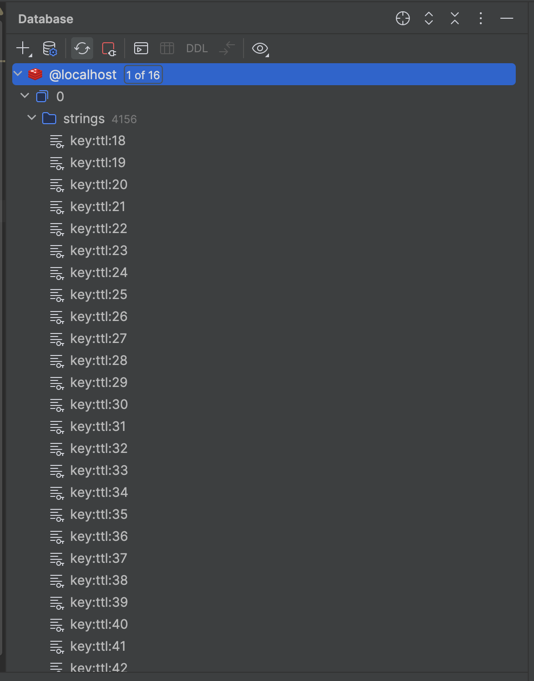 Database
DDL
@localhost 1 of 16
0
strings 4156
key:ttl:18
key:ttl:19
key:ttl:20
key:ttl:21
key:ttl:22
key:ttl:23
key:ttl:24
key:ttl:25
key:ttl:26
key:ttl:27
key:ttl:28
key:ttl:29
key:ttl:30
key:ttl:31
key:ttl:32
key:ttl:33
key:ttl:34
key:ttl:35
key:ttl:36
key:ttl:37
key:ttl:38
key:ttl:39
key:ttl:40
key:ttl:41
key:ttl:42